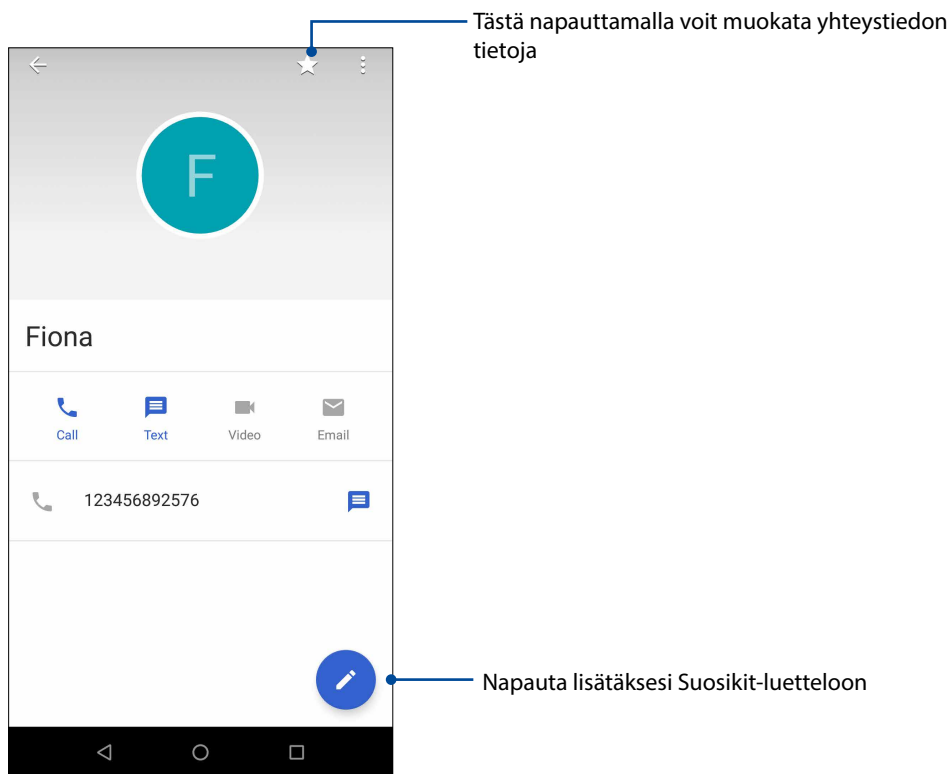 Tästä napauttamalla voit muokata yhteystiedon
tietoja
F
Fiona
Call Text Video Email
123456892576
Napauta lisätäksesi Suosikit-luetteloon